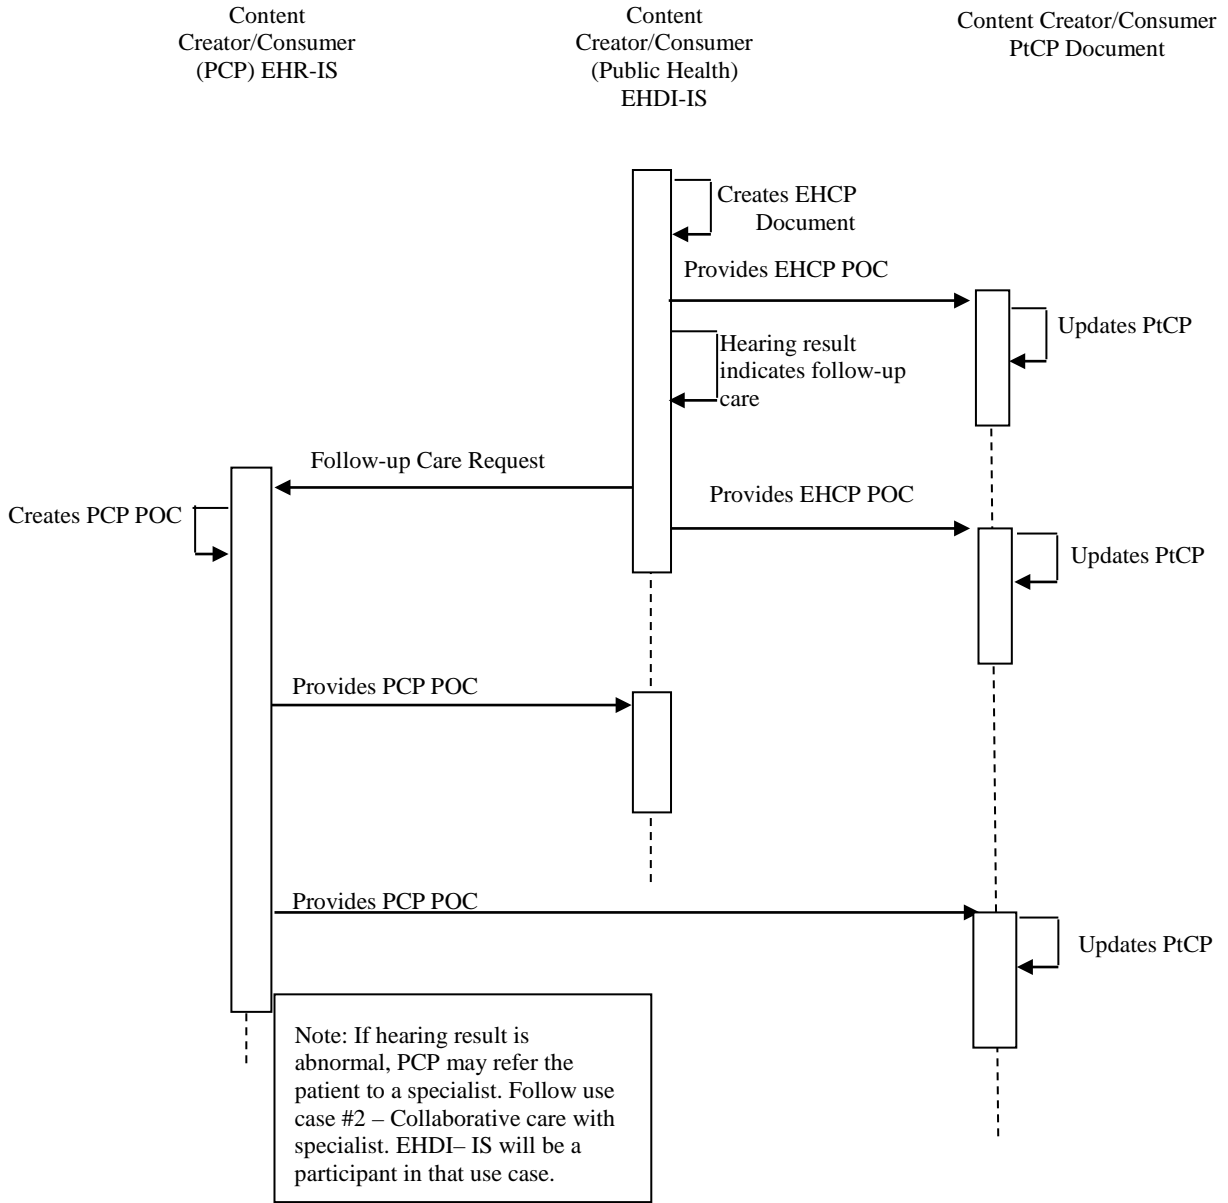 Content
Creator/Consumer
(PCP) EHR-IS
Content
Creator/Consumer
(Public Health)
EHDI-IS
Content Creator/Consumer
PtCP Document
Creates EHCP
Document
Provides EHCP POC
Updates PtCP
Hearing result
indicates follow-up
care
Follow-up Care Request
Provides EHCP POC
Creates PCP POC
Updates PtCP
Provides PCP POC
Provides PCP POC
Updates PtCP
Note: If hearing result is
abnormal, PCP may refer the
patient to a specialist. Follow use
case #2 – Collaborative care with
specialist. EHDI– IS will be a
participant in that use case.